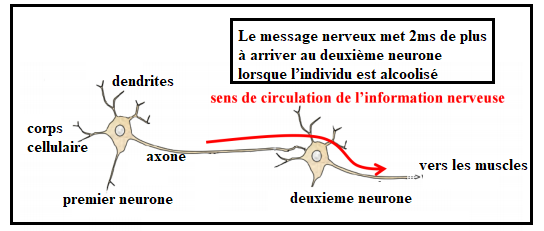 Le message nerveux met 2ms de plus
à arriver au deuxième neurone
lorsque l'individu est alcoolisé
dendrites
sens de circulation de l'information nerveuse
corps
cellulaire
axone
vers les muscles
premier neurone
deuxieme neurone